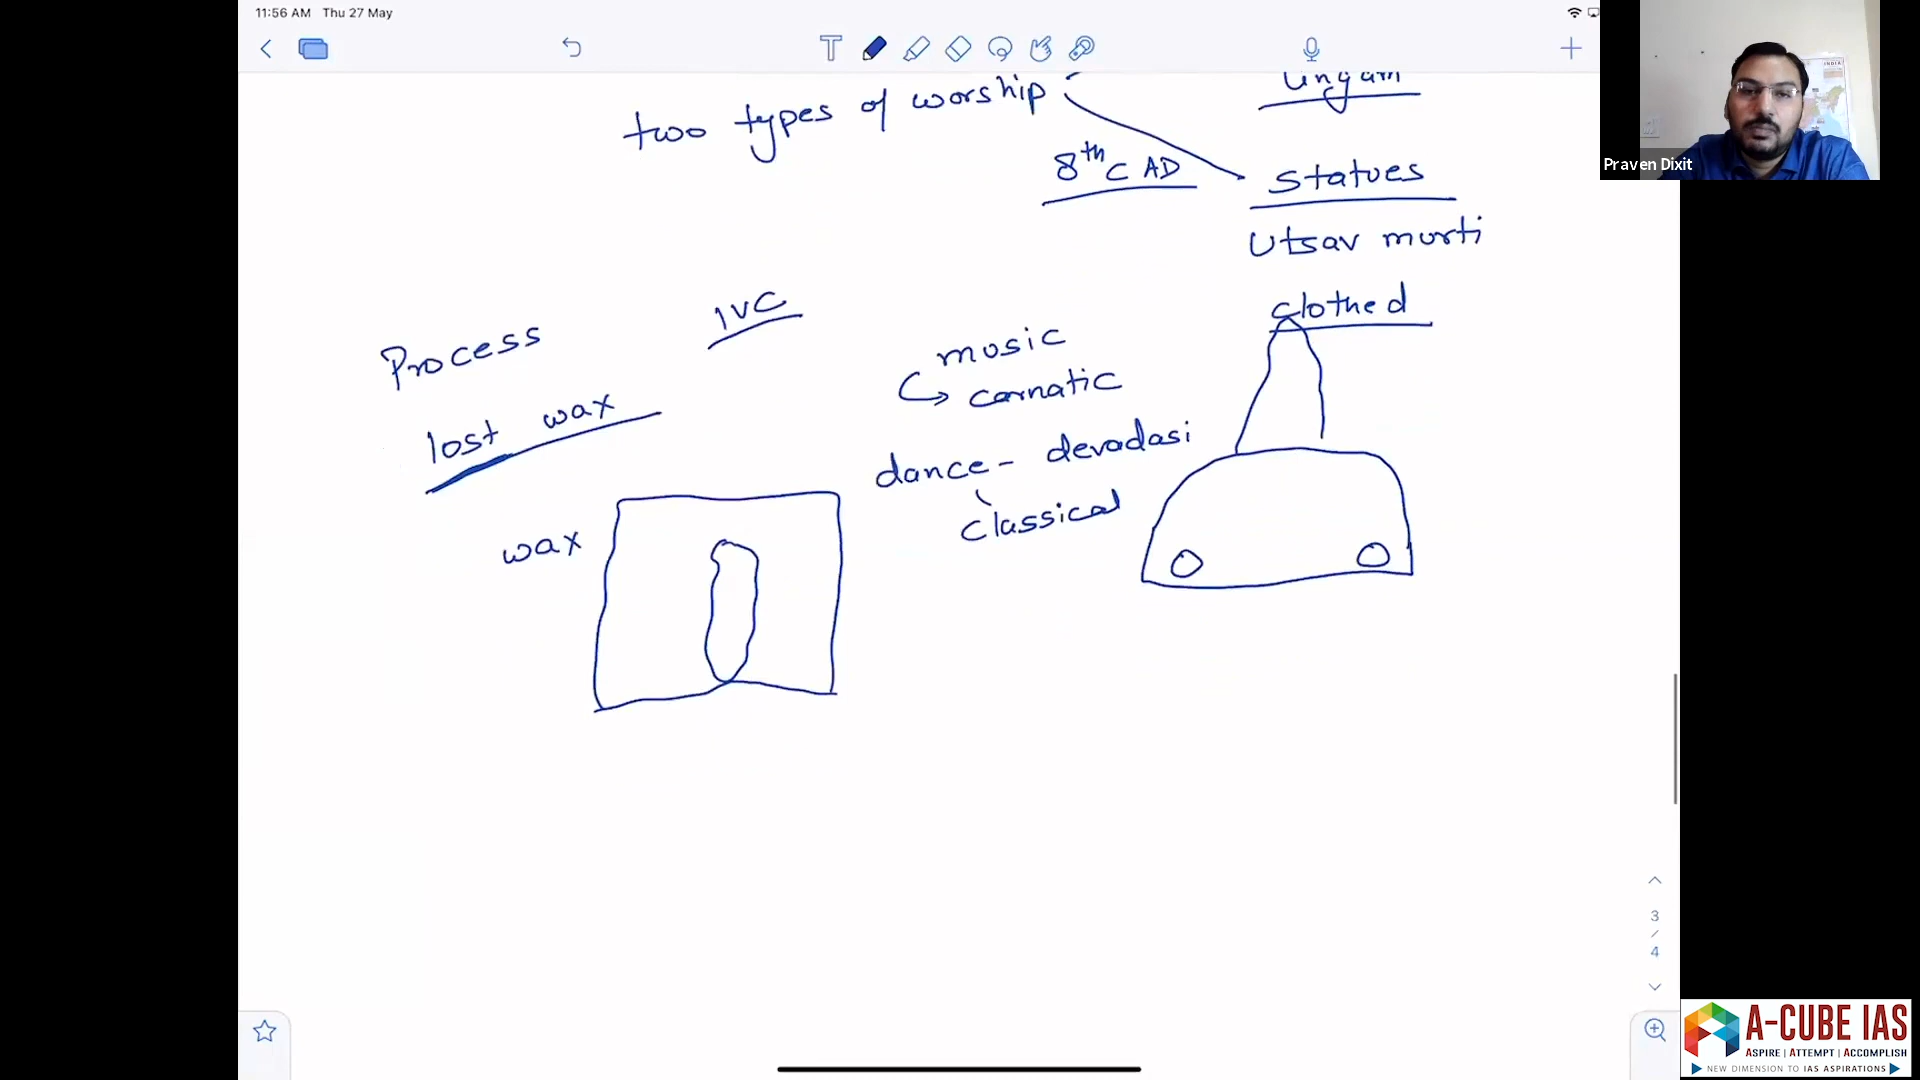 11:56 AM Thu 27 May
T
two types of worship
lingam
8th C AD
Statues
Utsav murti
clothed
Process
IVC
lost wax
music
carnatic
dance - devadasi
classical
wax
Praven Dixit
INDIA
3
/
4
A-CUBE IAS
ASPIRE | ATTEMPT | ACCOMPLISH
NEW DIMENSION TO IAS ASPIRATIONS